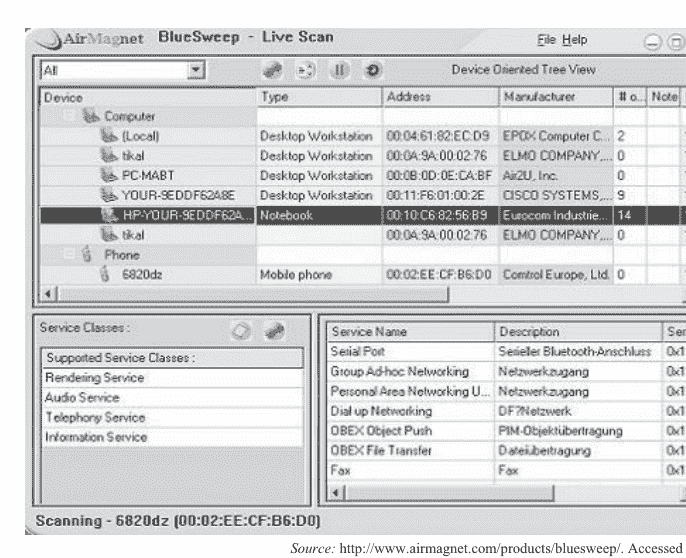 AirMagnet BlueSweep - Live Scan File Help
All Device Oriented Tree View
Device Type Address Manufacturer # o... Note
Computer
(Local) Desktop Workstation 00:04:61:82:EC:D9 EPOX Computer C... 2
tikal Desktop Workstation 00:0A:9A:00:02:76 ELMO COMPANY,... 0
PC-MABT Desktop Workstation 00:0B:0D:0E:CA:BF Air2U, Inc. 0
YOUR-9EDDF62A8E Desktop Workstation 00:11:F6:01:00:2E CISCO SYSTEMS,... 9
HP-YOUR-9EDDF62A... Notebook 00:10:C6:82:56:B9 Eurocom Industrie... 14
tikal 00:0A:9A:00:02:76 ELMO COMPANY,... 0
Phone
6820dz Mobile phone 00:02:EE:CF:B6:D0 Comtrol Europe, Ltd. 0
Service Classes :
Supported Service Classes :
Rendering Service
Audio Service
Telephony Service
Information Service
Service Name Description Ser
Serial Port Serieller Bluetooth-Anschluss 0x1
Group Ad-hoc Networking Netzwerkzugang 0x1
Personal Area Networking U... Netzwerkzugang 0x1
Dial up Networking DF?Netzwerk 0x1
OBEX Object Push PIM-Objektübertragung 0x1
OBEX File Transfer Dateiübertragung 0x1
Fax Fax 0x1
Scanning - 6820dz (00:02:EE:CF:B6:D0)
Source: http://www.airmagnet.com/products/bluesweep/. Accessed